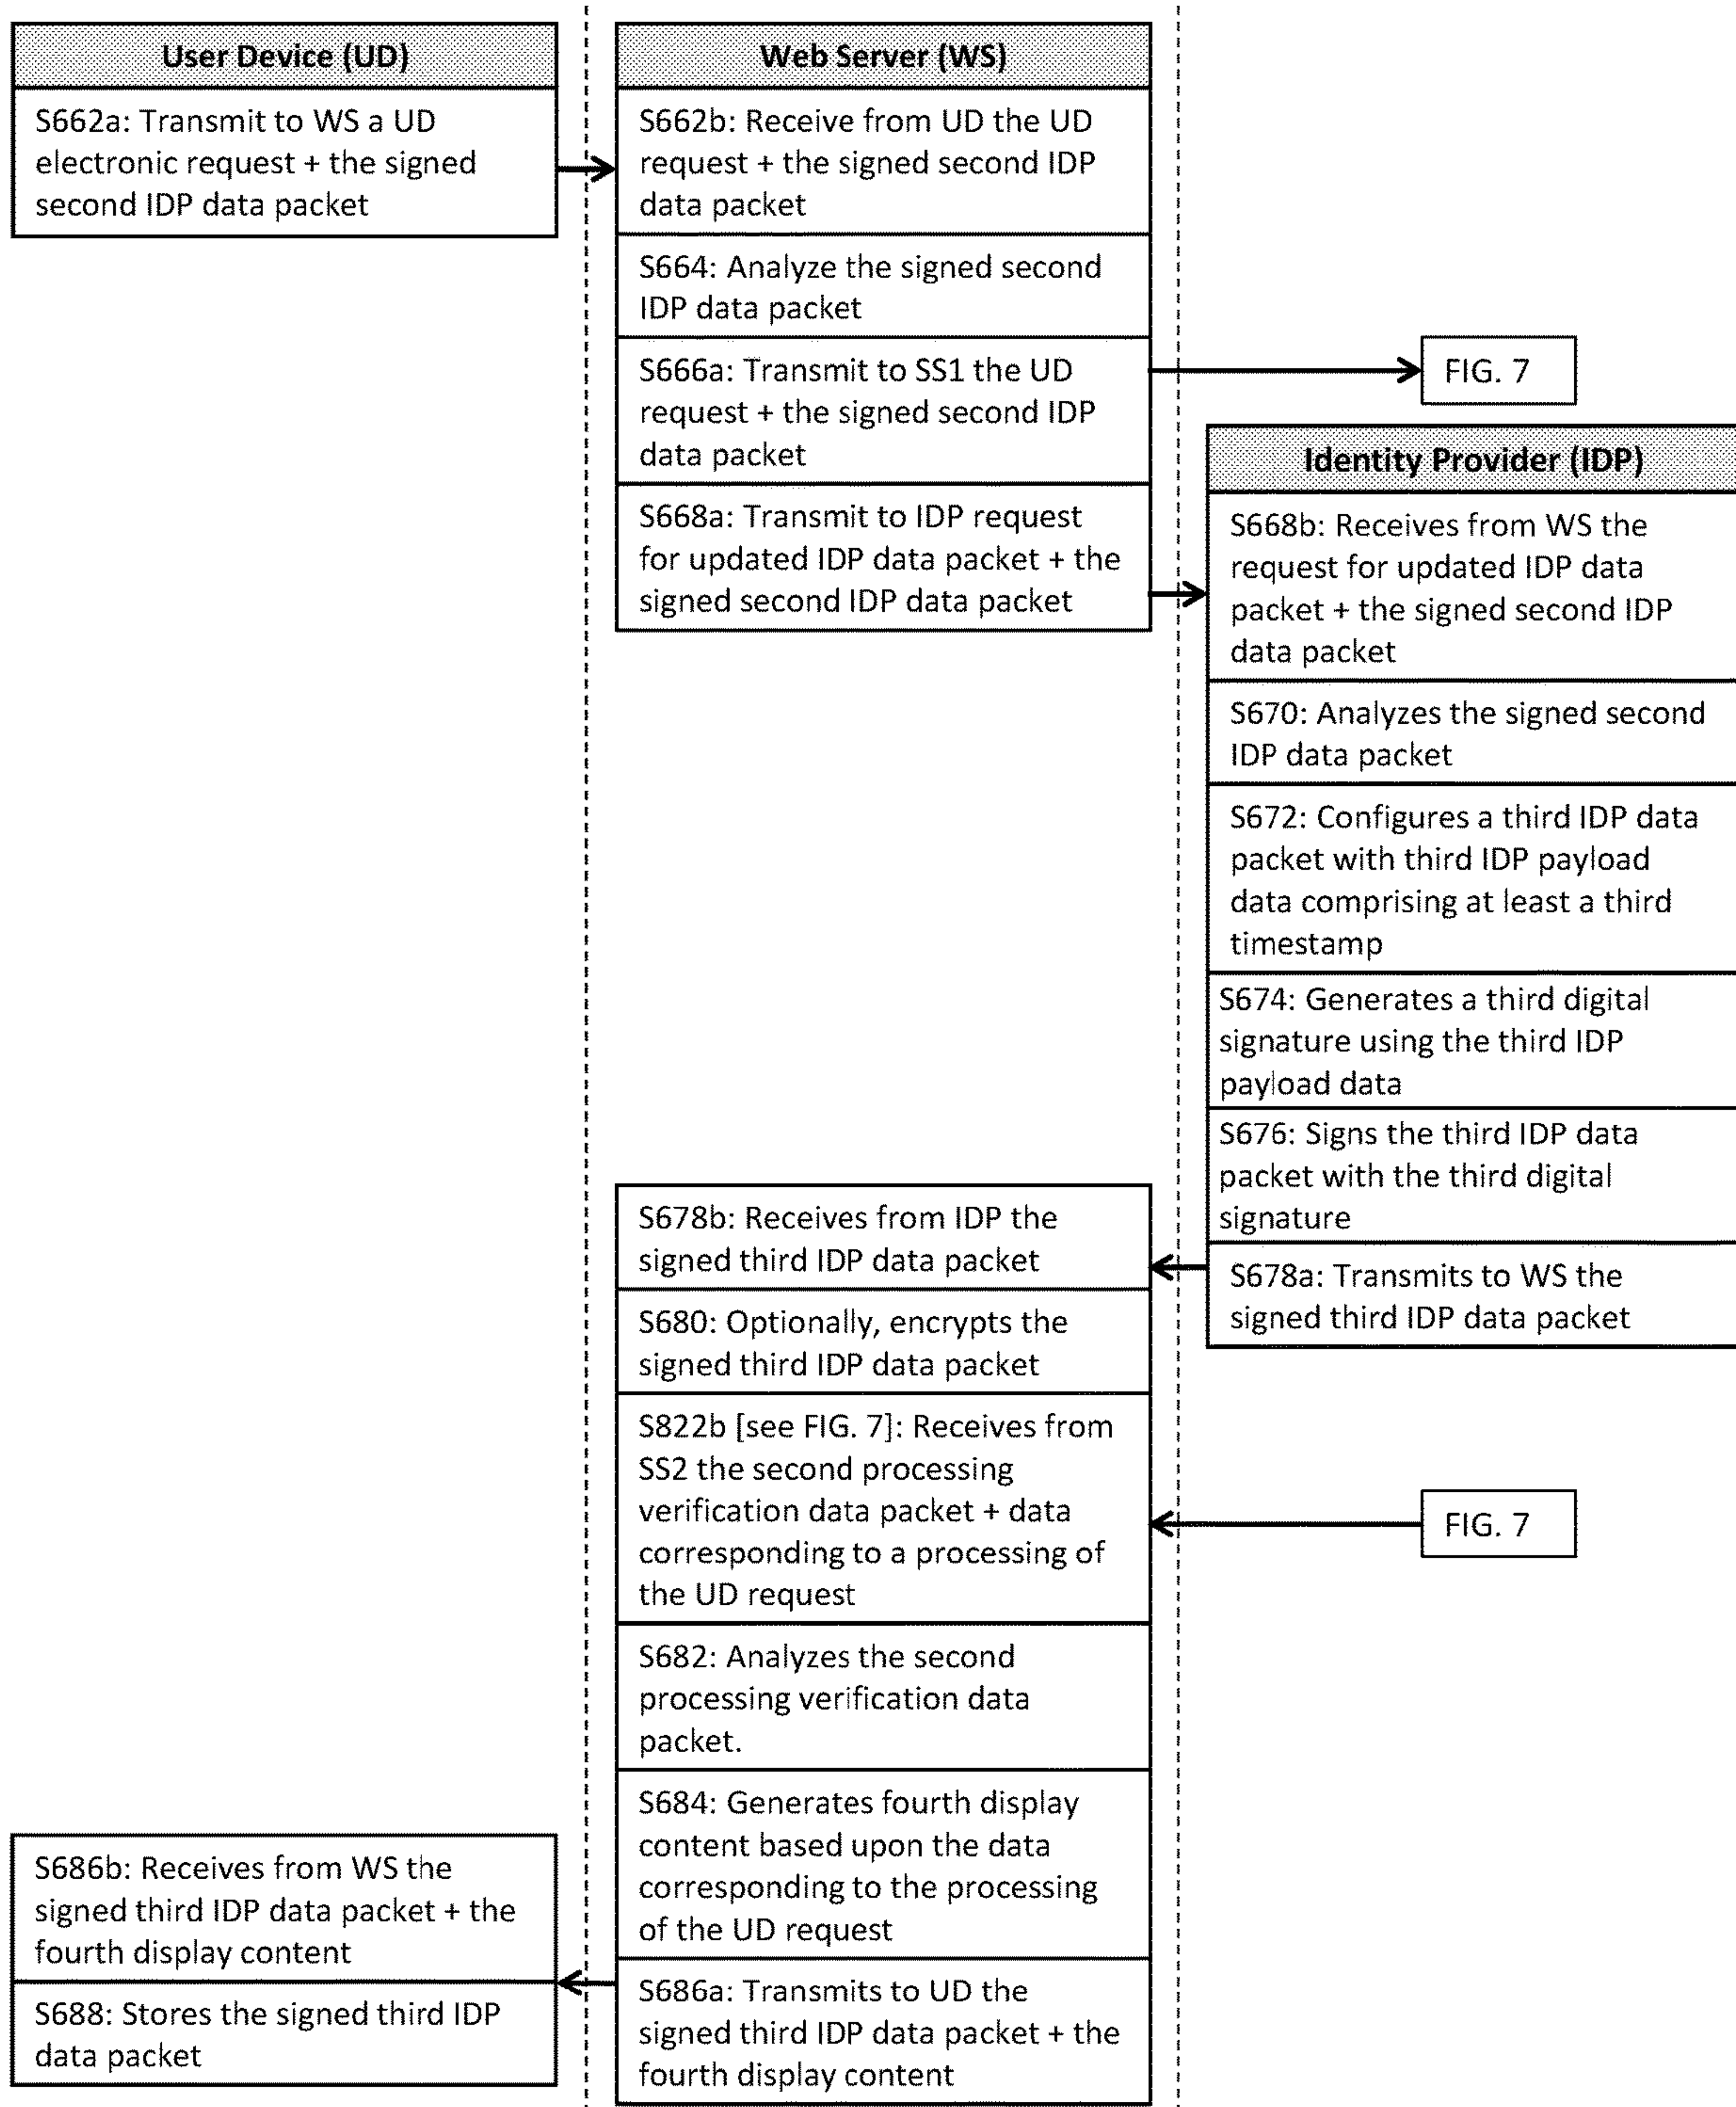 User Device (UD)
S662a: Transmit to WS a UD
electronic request + the signed
second IDP data packet
Web Server (WS)
S662b: Receive from UD the UD
request + the signed second IDP
data packet
S664: Analyze the signed second
IDP data packet
S666a: Transmit to SS1 the UD
request + the signed second IDP
data packet
FIG. 7
S668a: Transmit to IDP request
for updated IDP data packet + the
signed second IDP data packet
Identity Provider (IDP)
S668b: Receives from WS the
request for updated IDP data
packet + the signed second IDP
data packet
S670: Analyzes the signed second
IDP data packet
S672: Configures a third IDP data
packet with third IDP payload
data comprising at least a third
timestamp
S674: Generates a third digital
signature using the third IDP
payload data
S676: Signs the third IDP data
packet with the third digital
signature
S678a: Transmits to WS the
signed third IDP data packet
S678b: Receives from IDP the
signed third IDP data packet
S680: Optionally, encrypts the
signed third IDP data packet
S822b [see FIG. 7]: Receives from
SS2 the second processing
verification data packet + data
corresponding to a processing of
the UD request
FIG. 7
S682: Analyzes the second
processing verification data
packet.
S684: Generates fourth display
content based upon the data
corresponding to the processing
of the UD request
S686a: Transmits to UD the
signed third IDP data packet + the
fourth display content
S686b: Receives from WS the
signed third IDP data packet + the
fourth display content
S688: Stores the signed third IDP
data packet